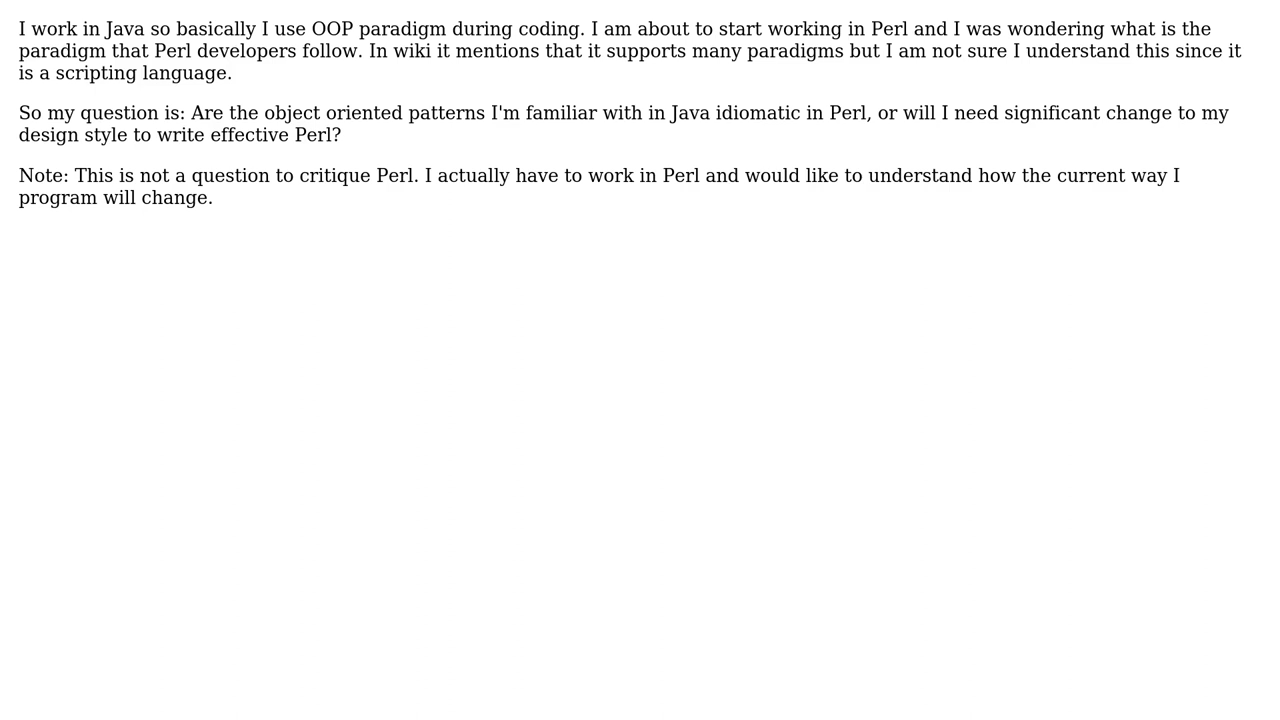 I work in Java so basically I use OOP paradigm during coding. I am about to start working in Perl and I was wondering what is the
paradigm that Perl developers follow. In wiki it mentions that it supports many paradigms but I am not sure I understand this since it
is a scripting language.
So my question is: Are the object oriented patterns I'm familiar with in Java idiomatic in Perl, or will I need significant change to my
design style to write effective Perl?
Note: This is not a question to critique Perl. I actually have to work in Perl and would like to understand how the current way I
program will change.